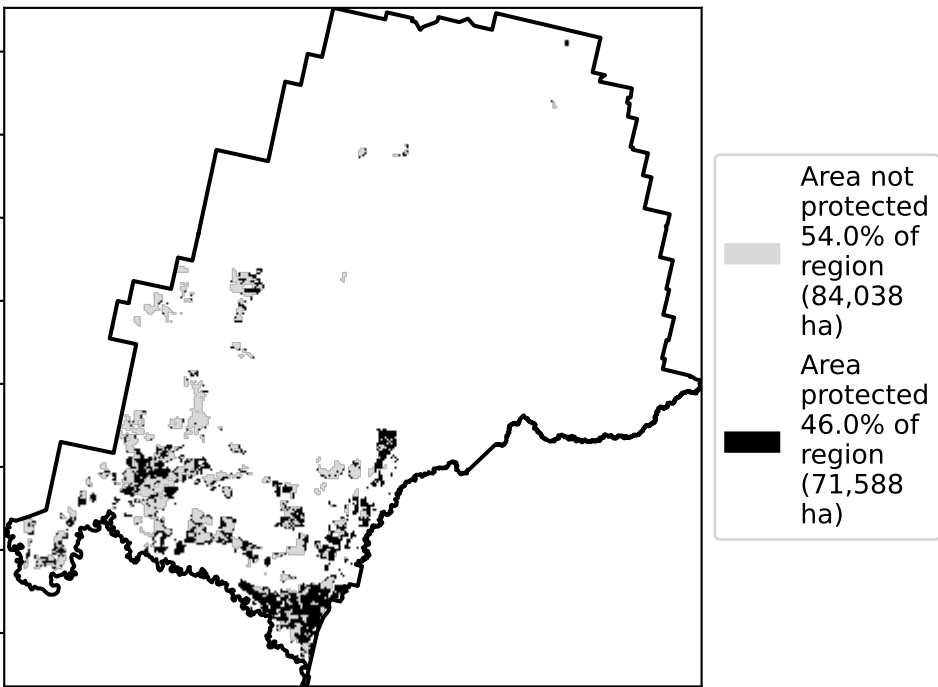 Area not
protected
54.0% of
region
(84,038
ha)
Area
protected
46.0% of
region
(71,588
ha)